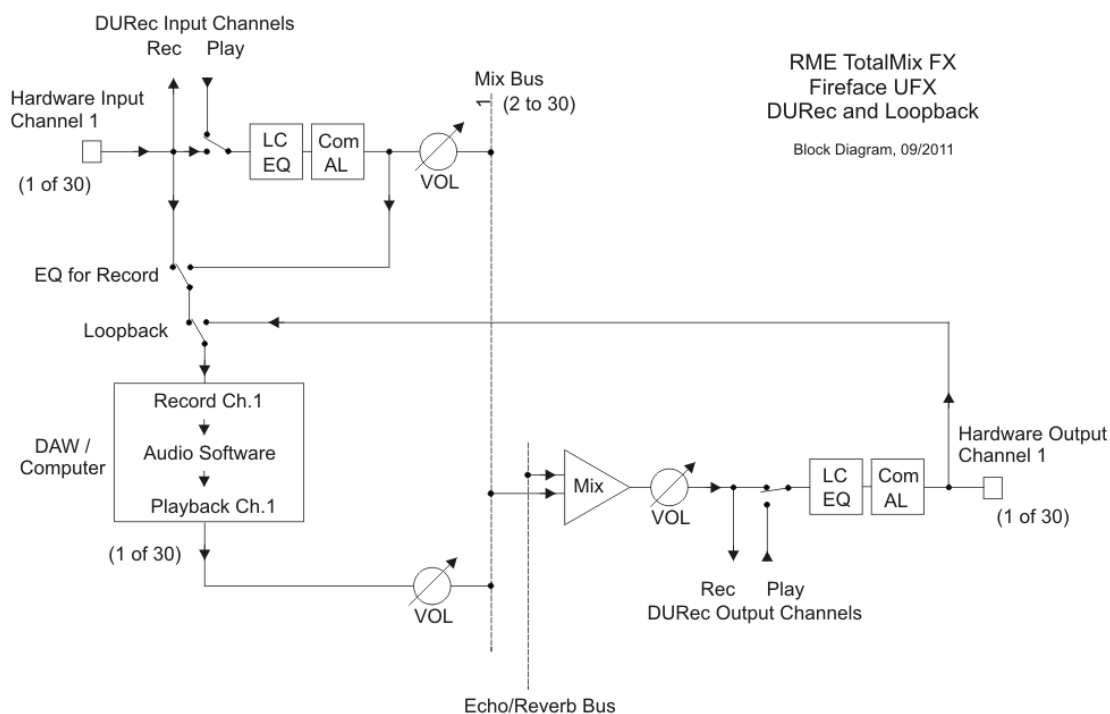 DURec Input Channels
Rec Play
Hardware Input
Channel 1
(1 of 30)
LC
EQ
Com
AL
VOL
Mix Bus
1 (2 to 30)
RME TotalMix FX
Fireface UFX
DURec and Loopback
Block Diagram, 09/2011
EQ for Record
Loopback
DAW /
Computer
Record Ch.1
Audio Software
Playback Ch.1
(1 of 30)
VOL
Mix
VOL
LC
EQ
Com
AL
Hardware Output
Channel 1
(1 of 30)
Rec Play
DURec Output Channels
Echo/Reverb Bus